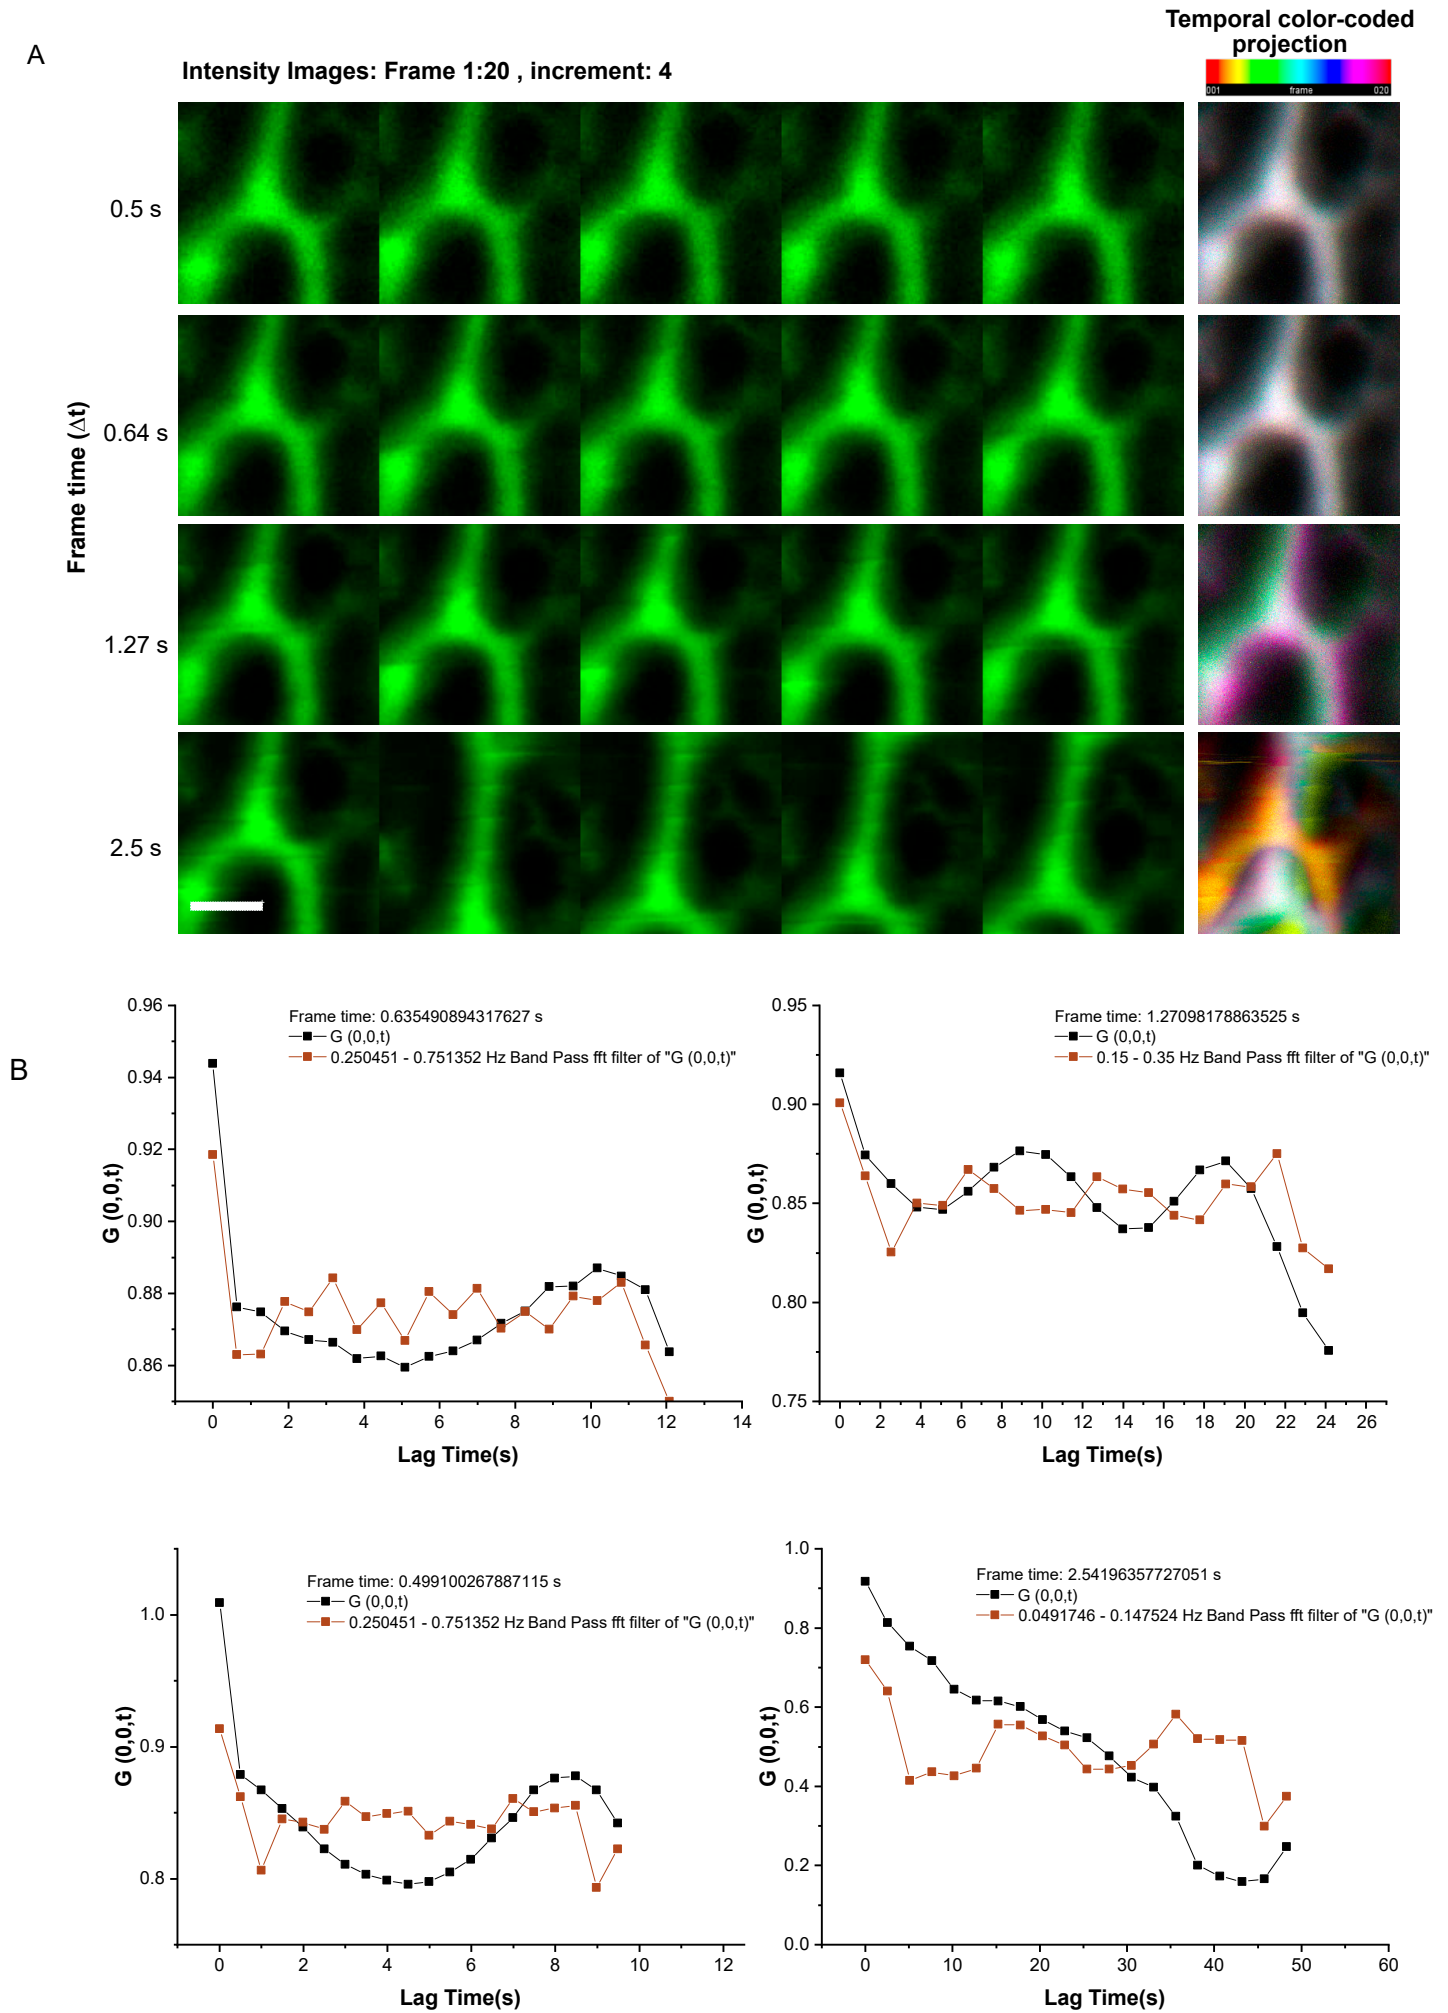 Temporal color-coded
projection
A
Intensity Images: Frame 1:20 , increment: 4
001 frame 020
Frame time (Δt)
0.5 s
0.64 s
1.27 s
2.5 s
B
Frame time: 0.635490894317627 s
G (0,0,t)
0.250451 - 0.751352 Hz Band Pass fft filter of "G (0,0,t)"
G (0,0,t)
0.96
0.94
0.92
0.90
0.88
0.86
0 2 4 6 8 10 12 14
Lag Time(s)
Frame time: 1.27098178863525 s
G (0,0,t)
0.15 - 0.35 Hz Band Pass fft filter of "G (0,0,t)"
G (0,0,t)
0.95
0.90
0.85
0.80
0.75
0 2 4 6 8 10 12 14 16 18 20 22 24 26
Lag Time(s)
Frame time: 0.499100267887115 s
G (0,0,t)
0.250451 - 0.751352 Hz Band Pass fft filter of "G (0,0,t)"
G (0,0,t)
1.0
0.9
0.8
0 2 4 6 8 10 12
Lag Time(s)
Frame time: 2.54196357727051 s
G (0,0,t)
0.0491746 - 0.147524 Hz Band Pass fft filter of "G (0,0,t)"
G (0,0,t)
1.0
0.8
0.6
0.4
0.2
0.0
0 10 20 30 40 50 60
Lag Time(s)